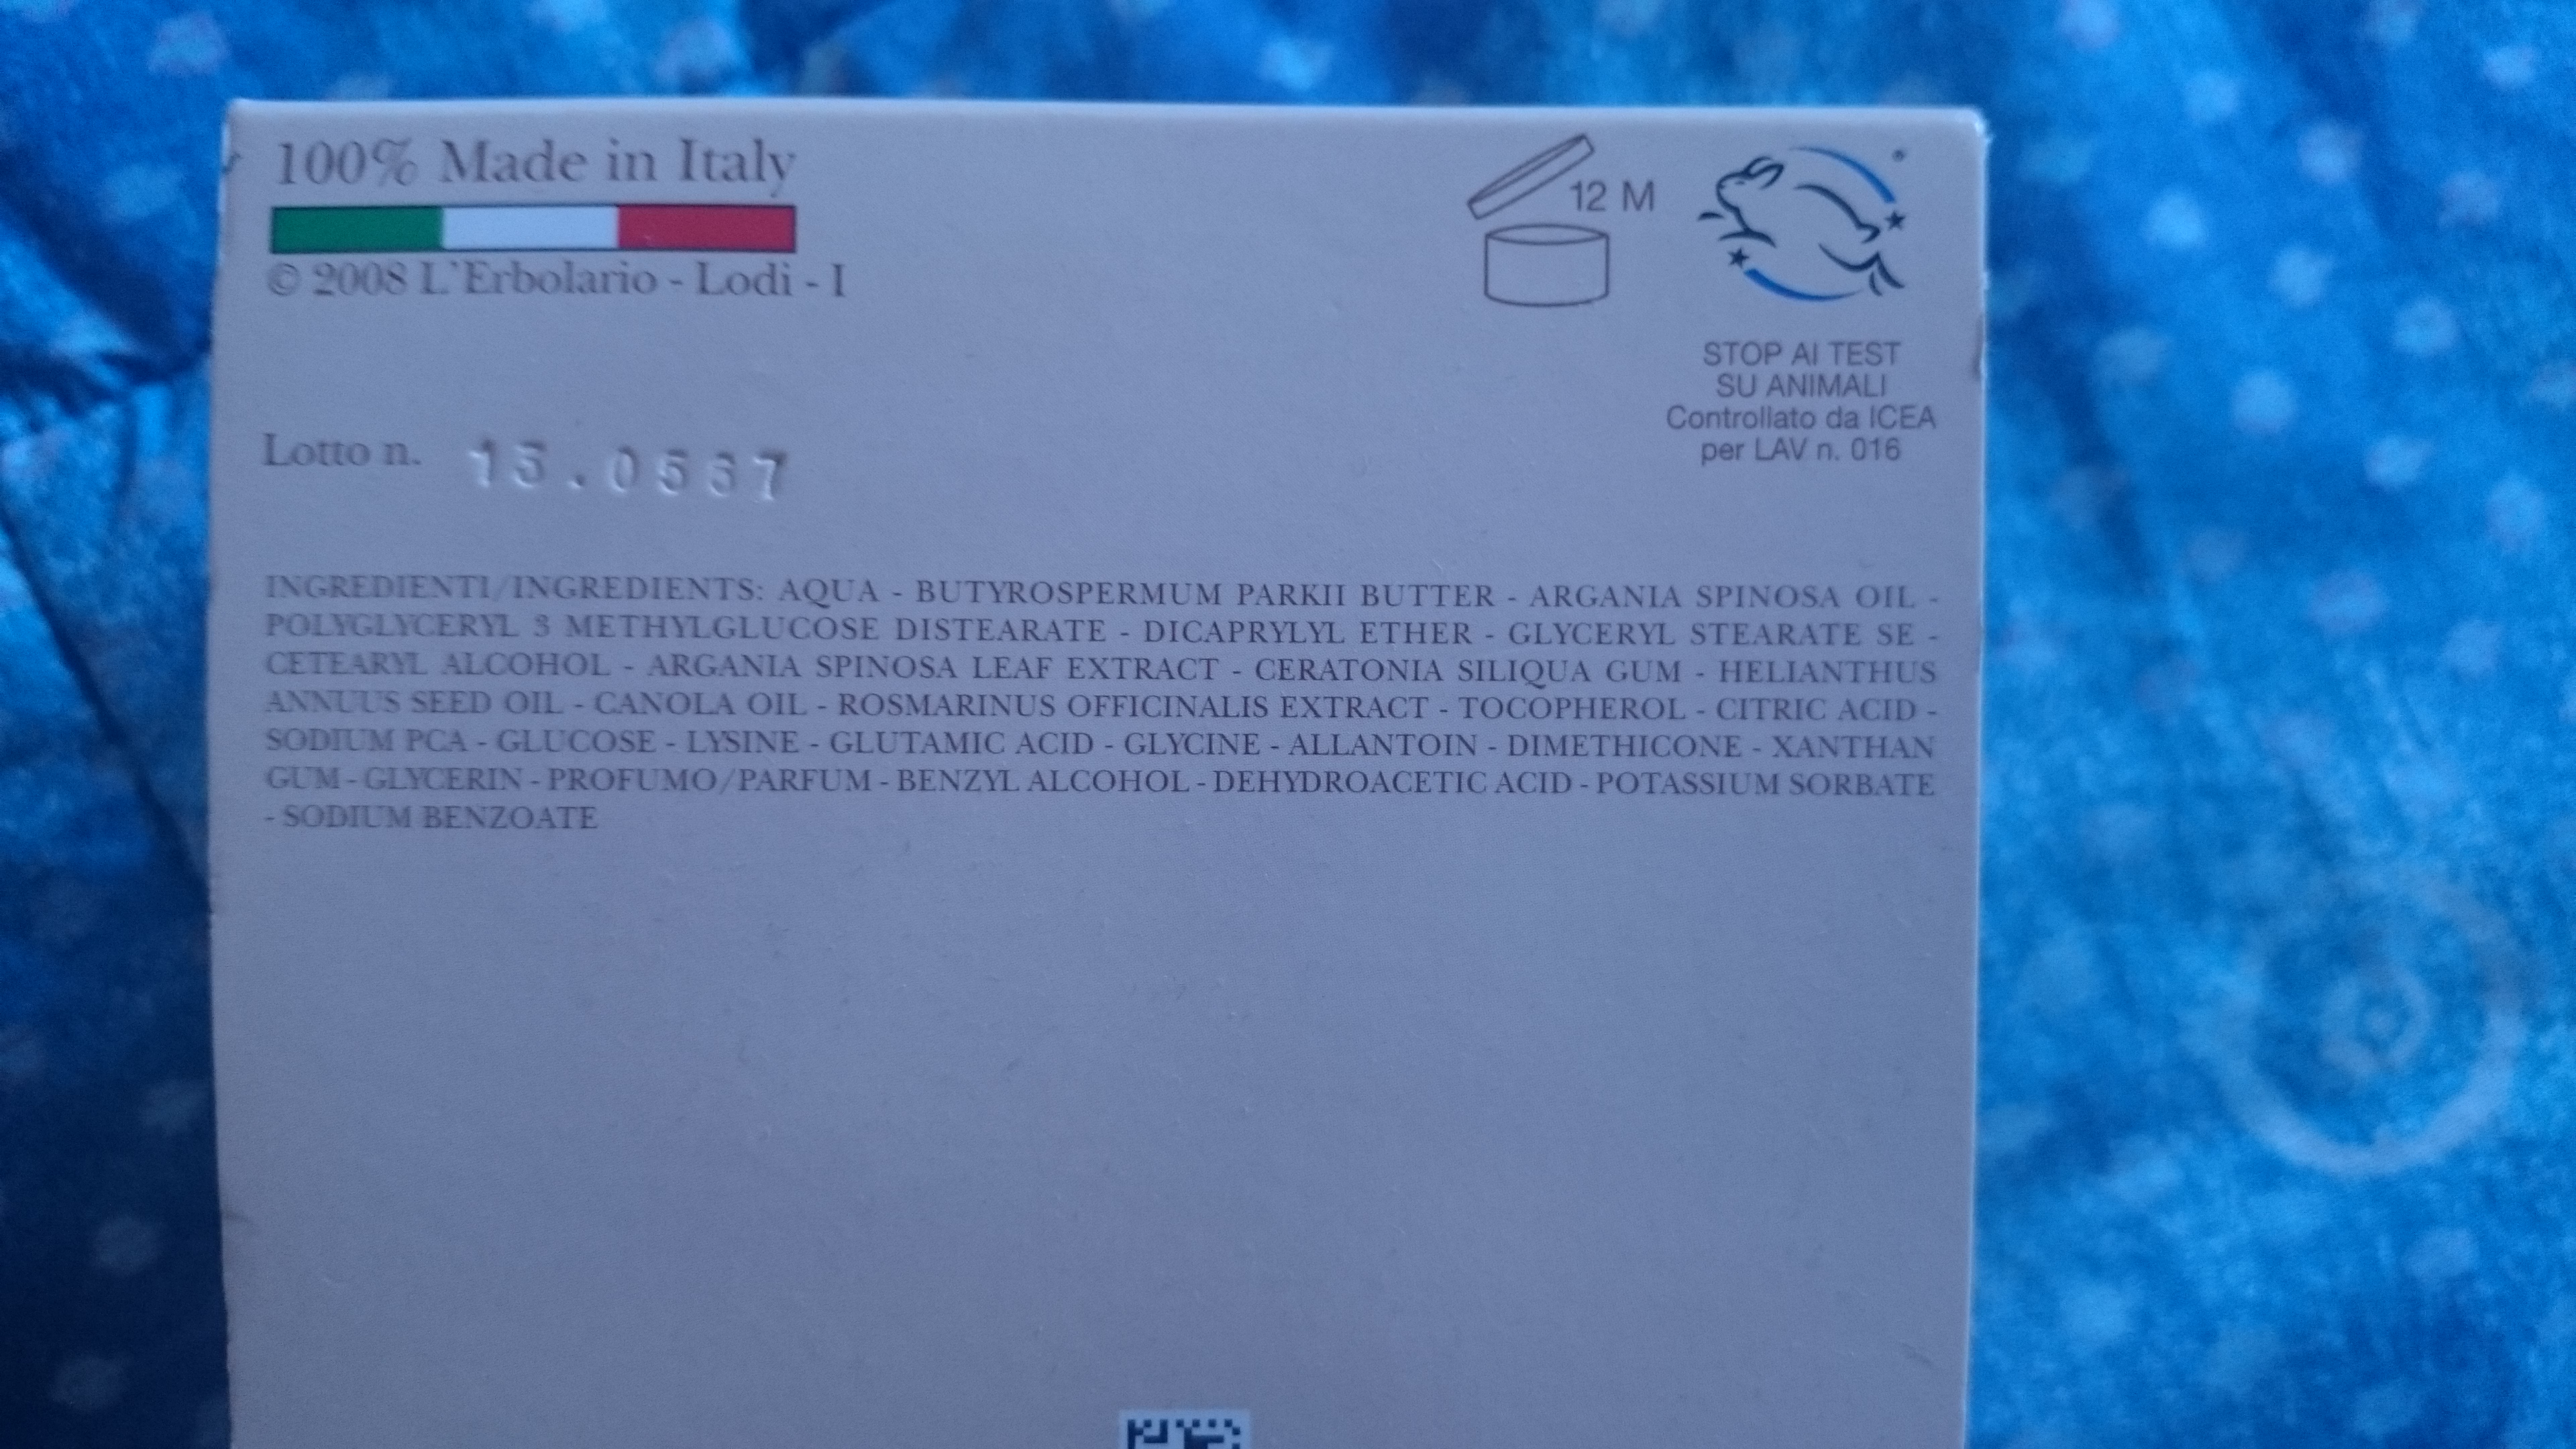 100% Made in Italy
© 2008 L'Erbolario - Lodi - I
12 M
STOP AI TEST
SU ANIMALI
Controllato da ICEA
per LAV n. 016
Lotto n.
INGREDIENTI/INGREDIENTS: AQUA - BUTYROSPERMUM PARKII BUTTER - ARGANIA SPINOSA OIL -
POLYGLYCERYL 3 METHYLGLUCOSE DISTEARATE - DICAPRYLYL ETHER - GLYCERYL STEARATE SE -
CETEARYL ALCOHOL - ARGANIA SPINOSA LEAF EXTRACT - CERATONIA SILIQUA GUM - HELIANTHUS
ANNUUS SEED OIL - CANOLA OIL - ROSMARINUS OFFICINALIS EXTRACT - TOCOPHEROL - CITRIC ACID -
SODIUM PCA - GLUCOSE - LYSINE - GLUTAMIC ACID - GLYCINE - ALLANTOIN - DIMETHICONE - XANTHAN
GUM - GLYCERIN - PROFUMO/PARFUM - BENZYL ALCOHOL - DEHYDROACETIC ACID - POTASSIUM SORBATE
- SODIUM BENZOATE